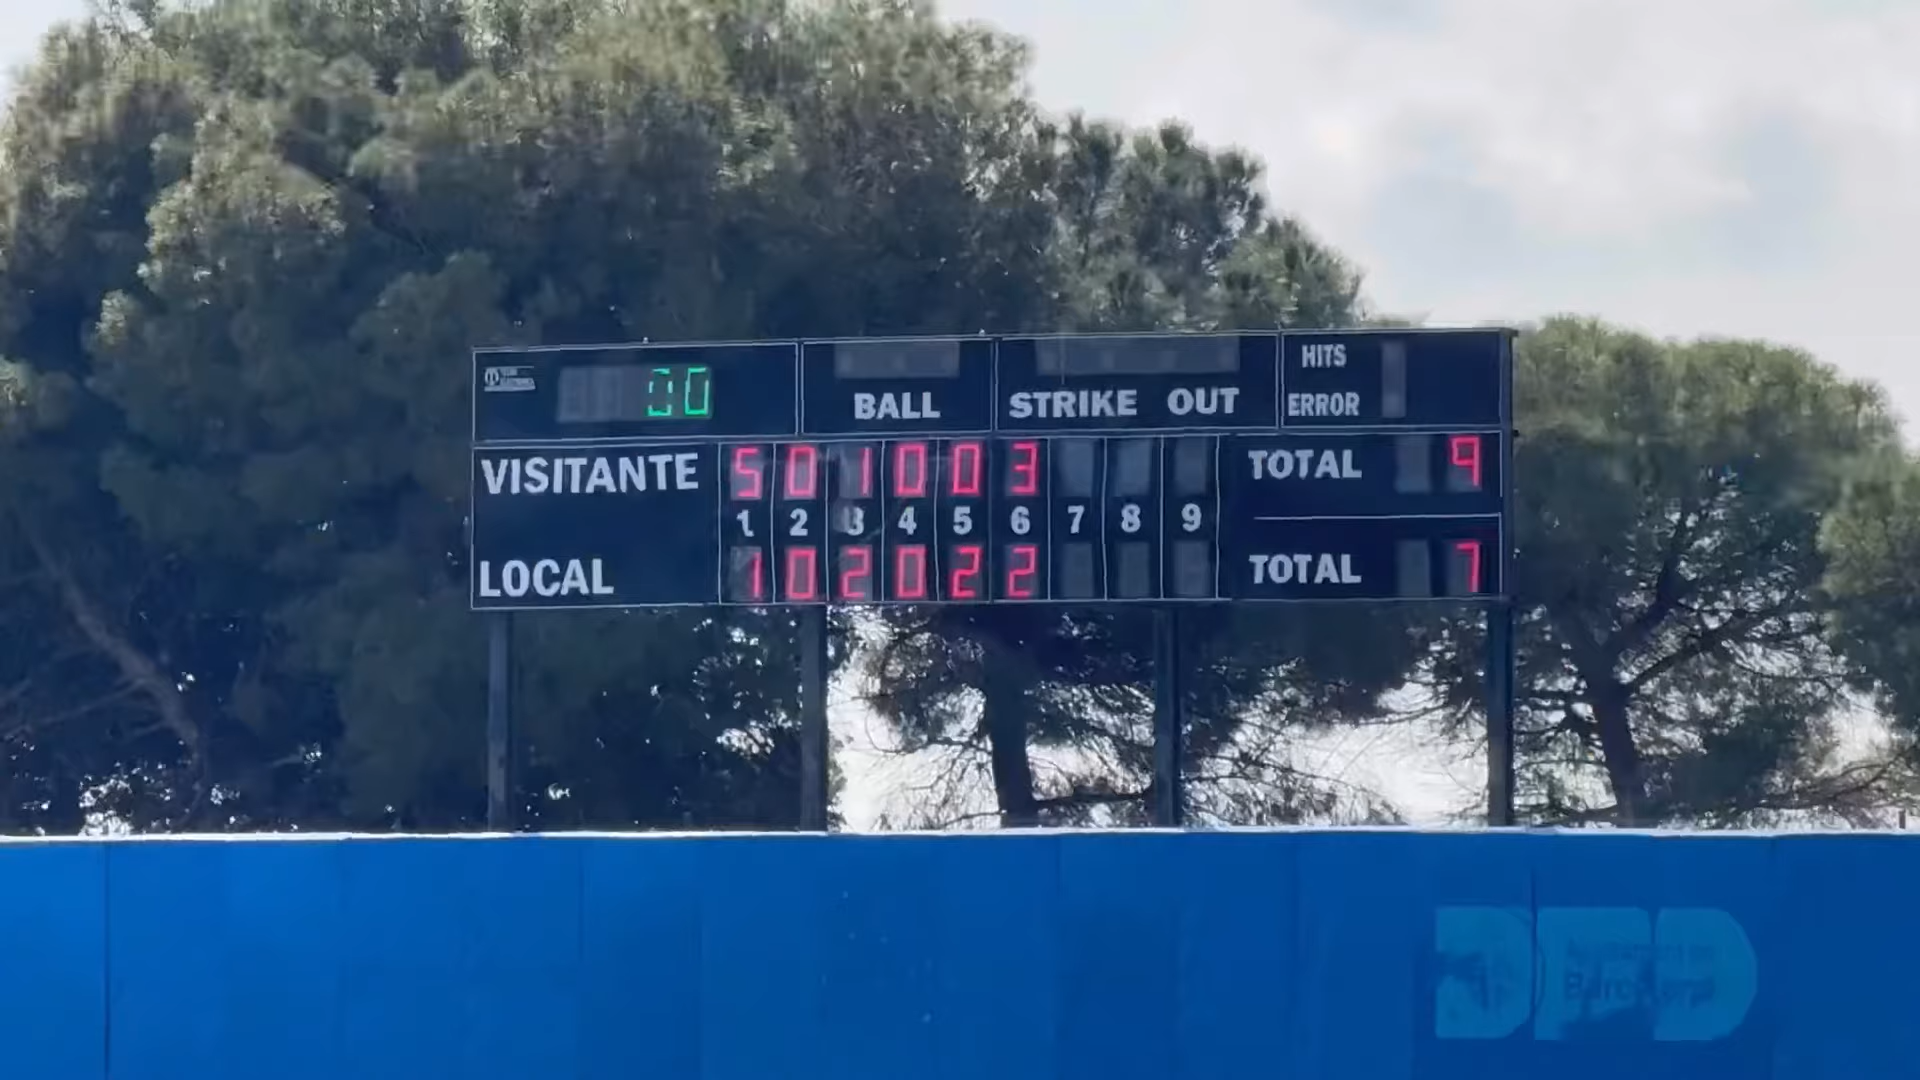 00
BALL
STRIKE OUT
HITS
ERROR
VISITANTE 5 0 1 0 0 3 TOTAL 9
1 2 3 4 5 6 7 8 9
LOCAL 1 0 2 0 2 2 TOTAL 7
Barcelona